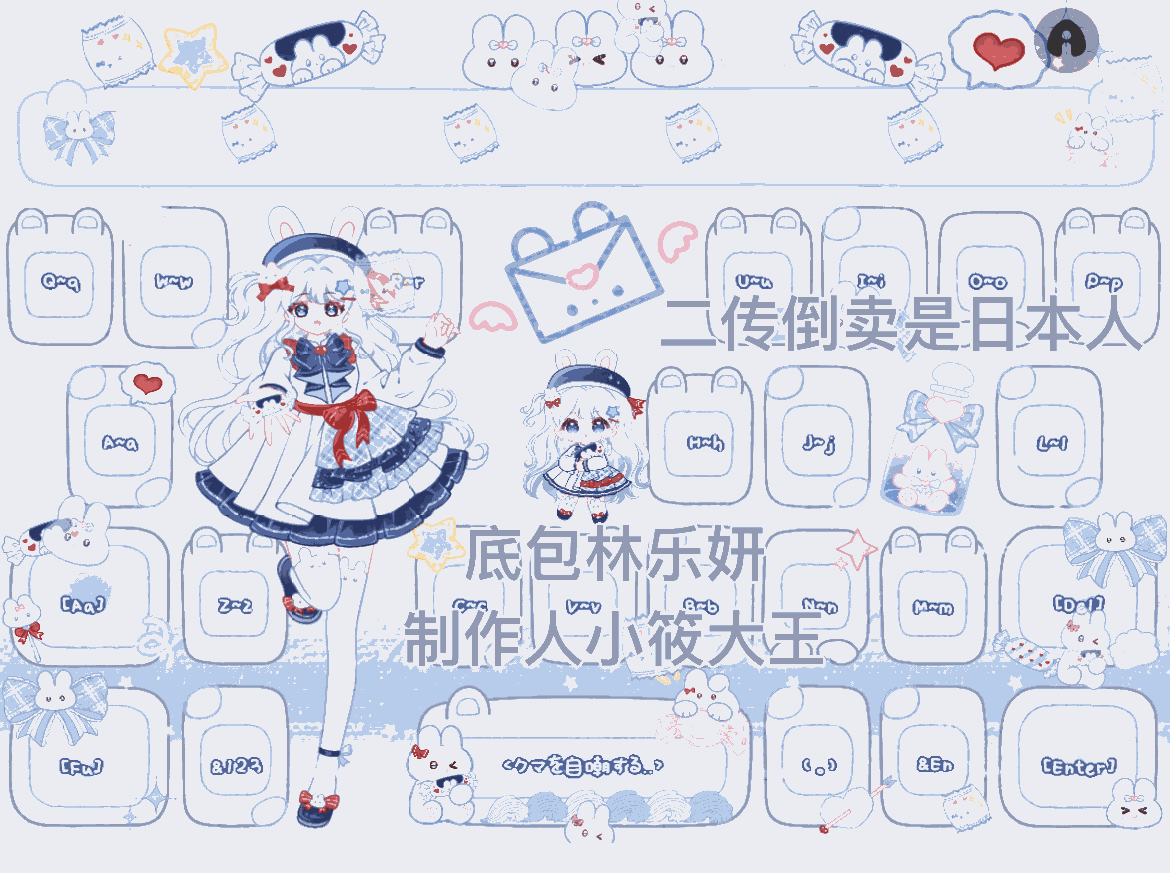 Q~q
W~w
U~u
I~i
O~o
P~p
二传倒卖是日本人
A~a
H~h
J~j
L~l
底包林乐妍
[Aa]
Z~z
C~c
V~v
B~b
N~n
M~m
[Del]
制作人小筱大王
[Fu]
&123
<クマを自嘲する..>
(。)
&En
[Enter]